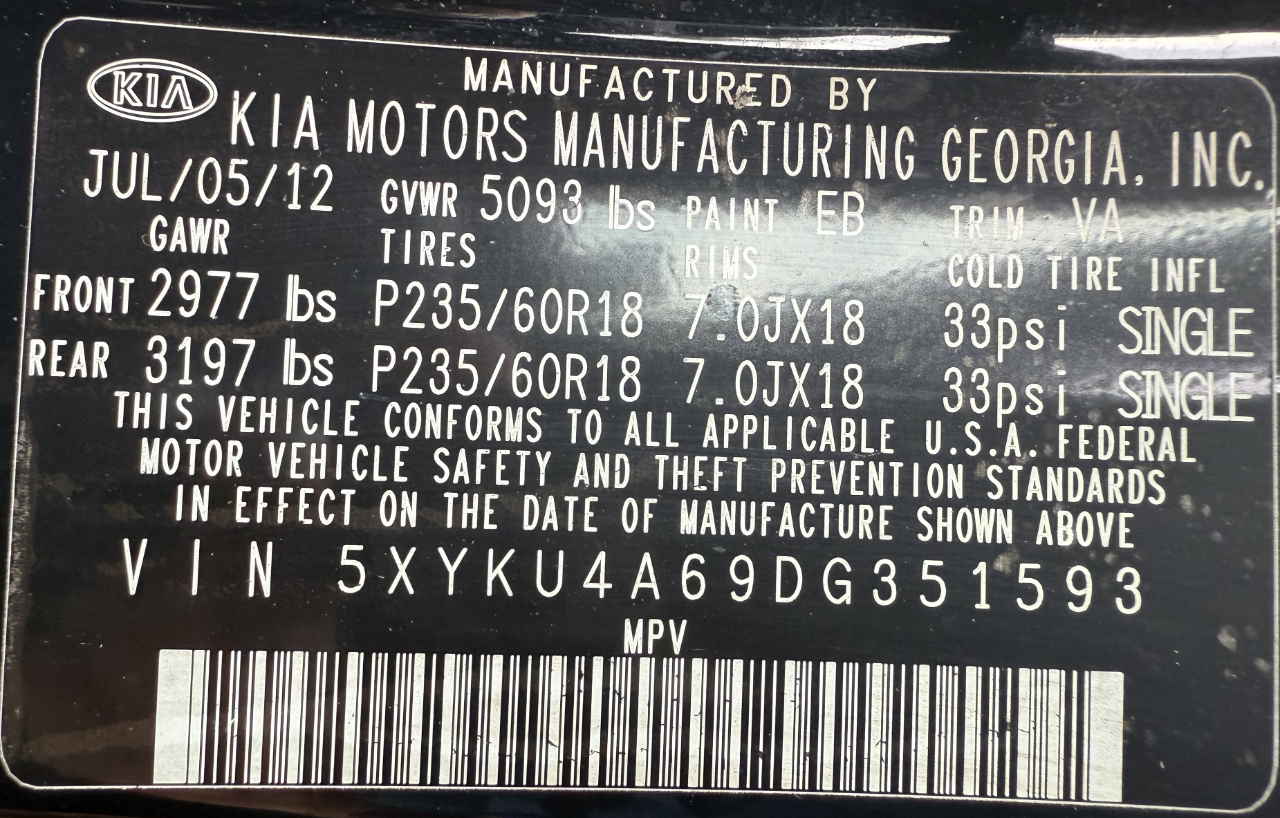 KIA
MANUFACTURED BY
KIA MOTORS MANUFACTURING GEORGIA, INC.
JUL/05/12 GVWR 5093 lbs PAINT EB TRIM VA
GAWR TIRES RIMS COLD TIRE INFL
FRONT 2977 lbs P235/60R18 7.0JX18 33psi SINGLE
REAR 3197 lbs P235/60R18 7.0JX18 33psi SINGLE
THIS VEHICLE CONFORMS TO ALL APPLICABLE U.S.A. FEDERAL
MOTOR VEHICLE SAFETY AND THEFT PREVENTION STANDARDS
IN EFFECT ON THE DATE OF MANUFACTURE SHOWN ABOVE
VIN 5XYKU4A69DG351593
MPV